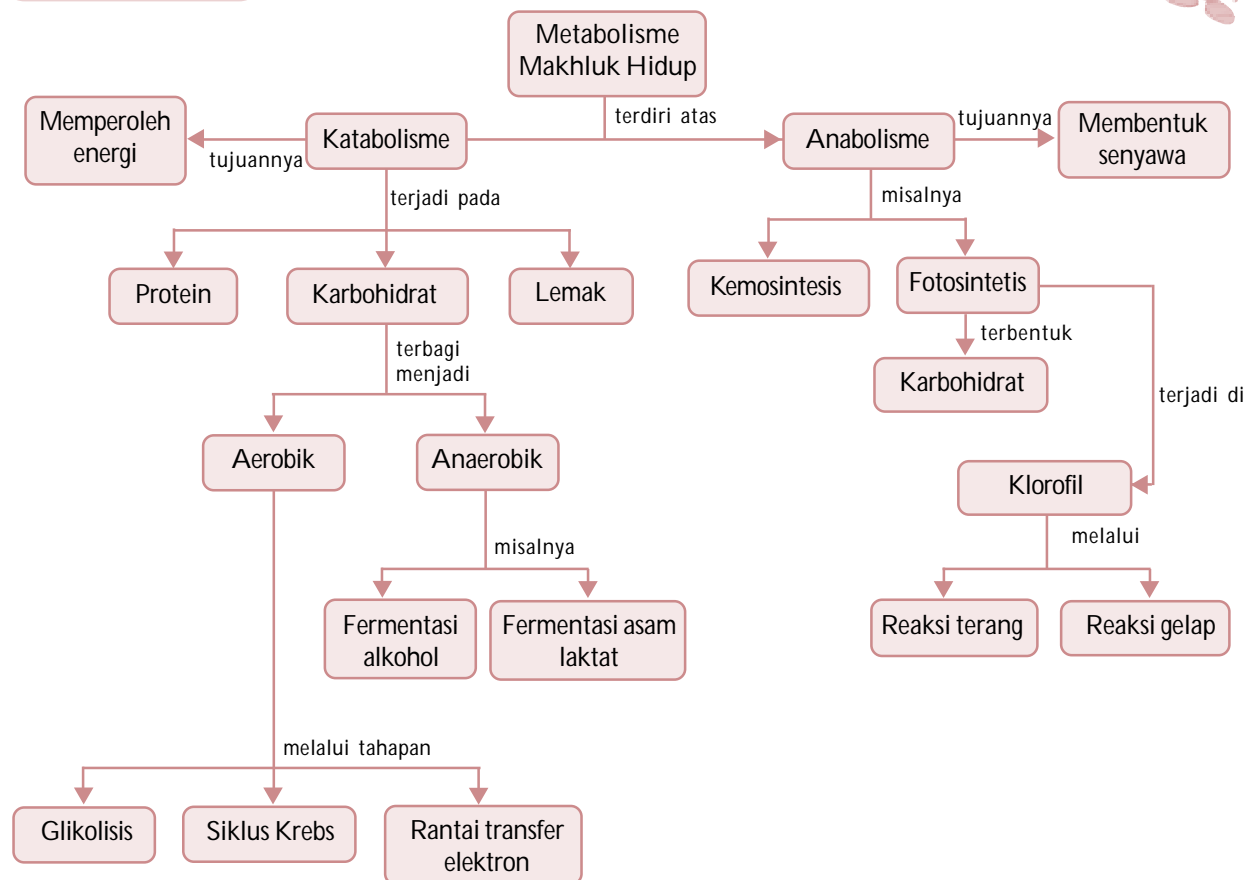 Metabolisme
Makhluk Hidup
terdiri atas
Memperoleh
energi
tujuannya
Katabolisme
Anabolisme
tujuannya
Membentuk
senyawa
terjadi pada
misalnya
Protein
Karbohidrat
Lemak
Kemosintesis
Fotosintetis
terbentuk
Karbohidrat
terjadi di
terbagi
menjadi
Aerobik
Anaerobik
Klorofil
melalui
misalnya
Fermentasi
alkohol
Fermentasi asam
laktat
Reaksi terang
Reaksi gelap
melalui tahapan
Glikolisis
Siklus Krebs
Rantai transfer
elektron